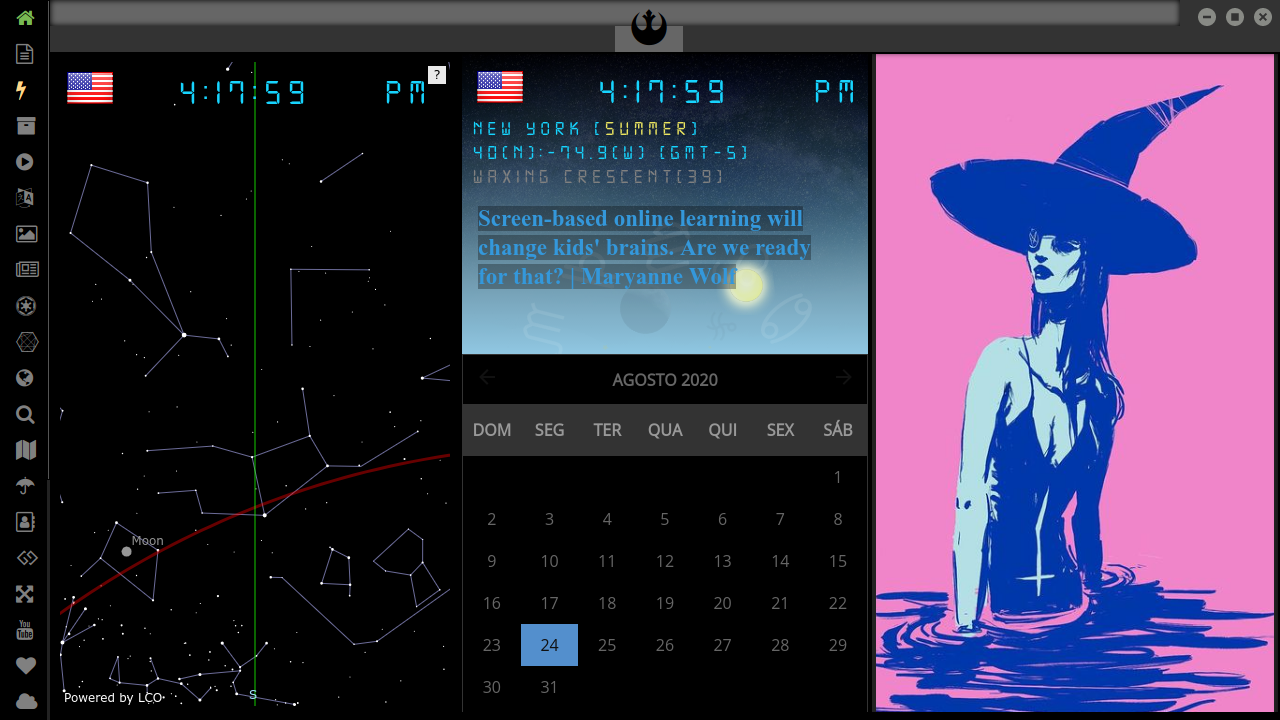 4:17:59 PM
?
Moon
Powered by LCO
S
4:17:59 PM
NEW YORK [SUMMER]
40(N):-74.9(W) [GMT-5]
WAXING CRESCENT[39]
Screen-based online learning will
change kids' brains. Are we ready
for that? | Maryanne Wolf
AGOSTO 2020
DOM SEG TER QUA QUI SEX SÁB
1
2 3 4 5 6 7 8
9 10 11 12 13 14 15
16 17 18 19 20 21 22
23 24 25 26 27 28 29
30 31
You
Tube